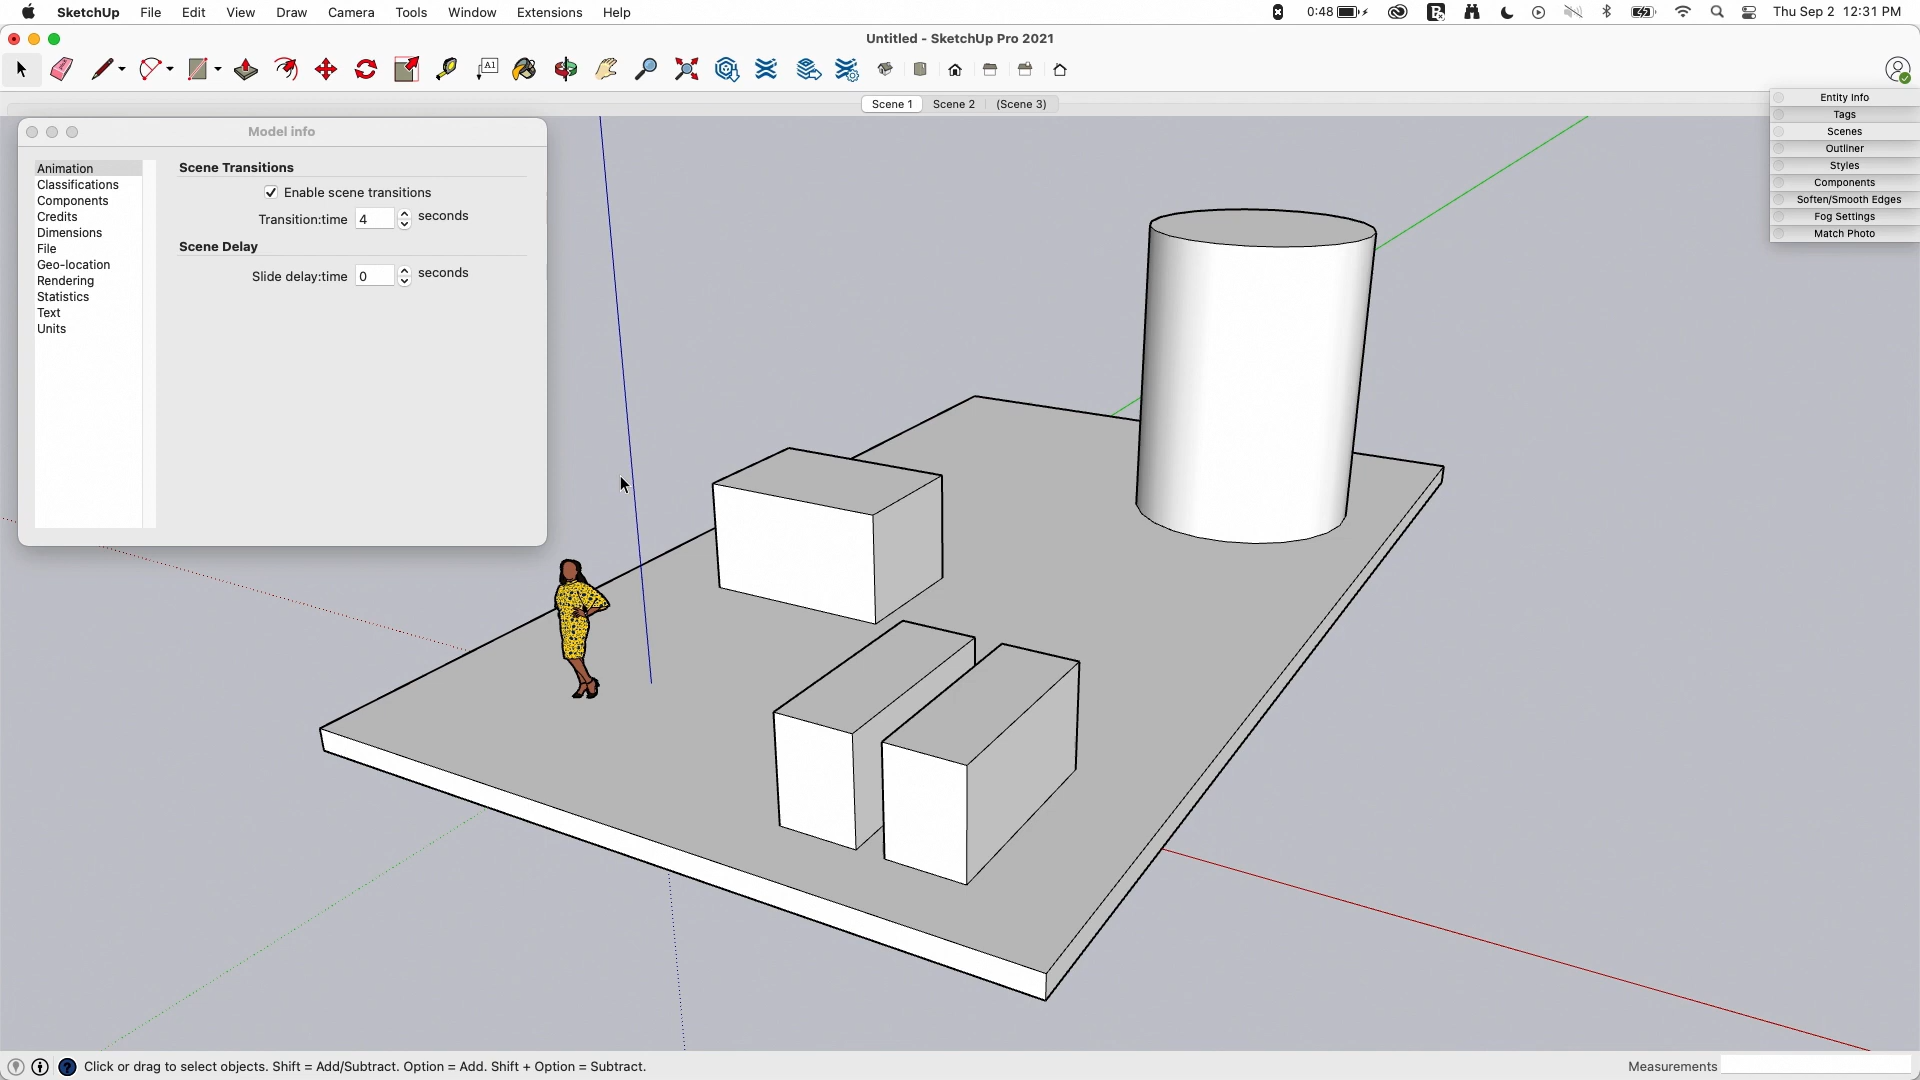 SketchUp File Edit View Draw Camera Tools Window Extensions Help 0:48 Thu Sep 2 12:31 PM
Untitled - SketchUp Pro 2021
A1
Scene 1 Scene 2 (Scene 3)
Entity Info
Tags
Scenes
Outliner
Styles
Components
Soften/Smooth Edges
Fog Settings
Match Photo
Model info
Animation
Classifications
Components
Credits
Dimensions
File
Geo-location
Rendering
Statistics
Text
Units
Scene Transitions
Enable scene transitions
Transition:time 4 seconds
Scene Delay
Slide delay:time 0 seconds
Click or drag to select objects. Shift = Add/Subtract. Option = Add. Shift + Option = Subtract.
Measurements